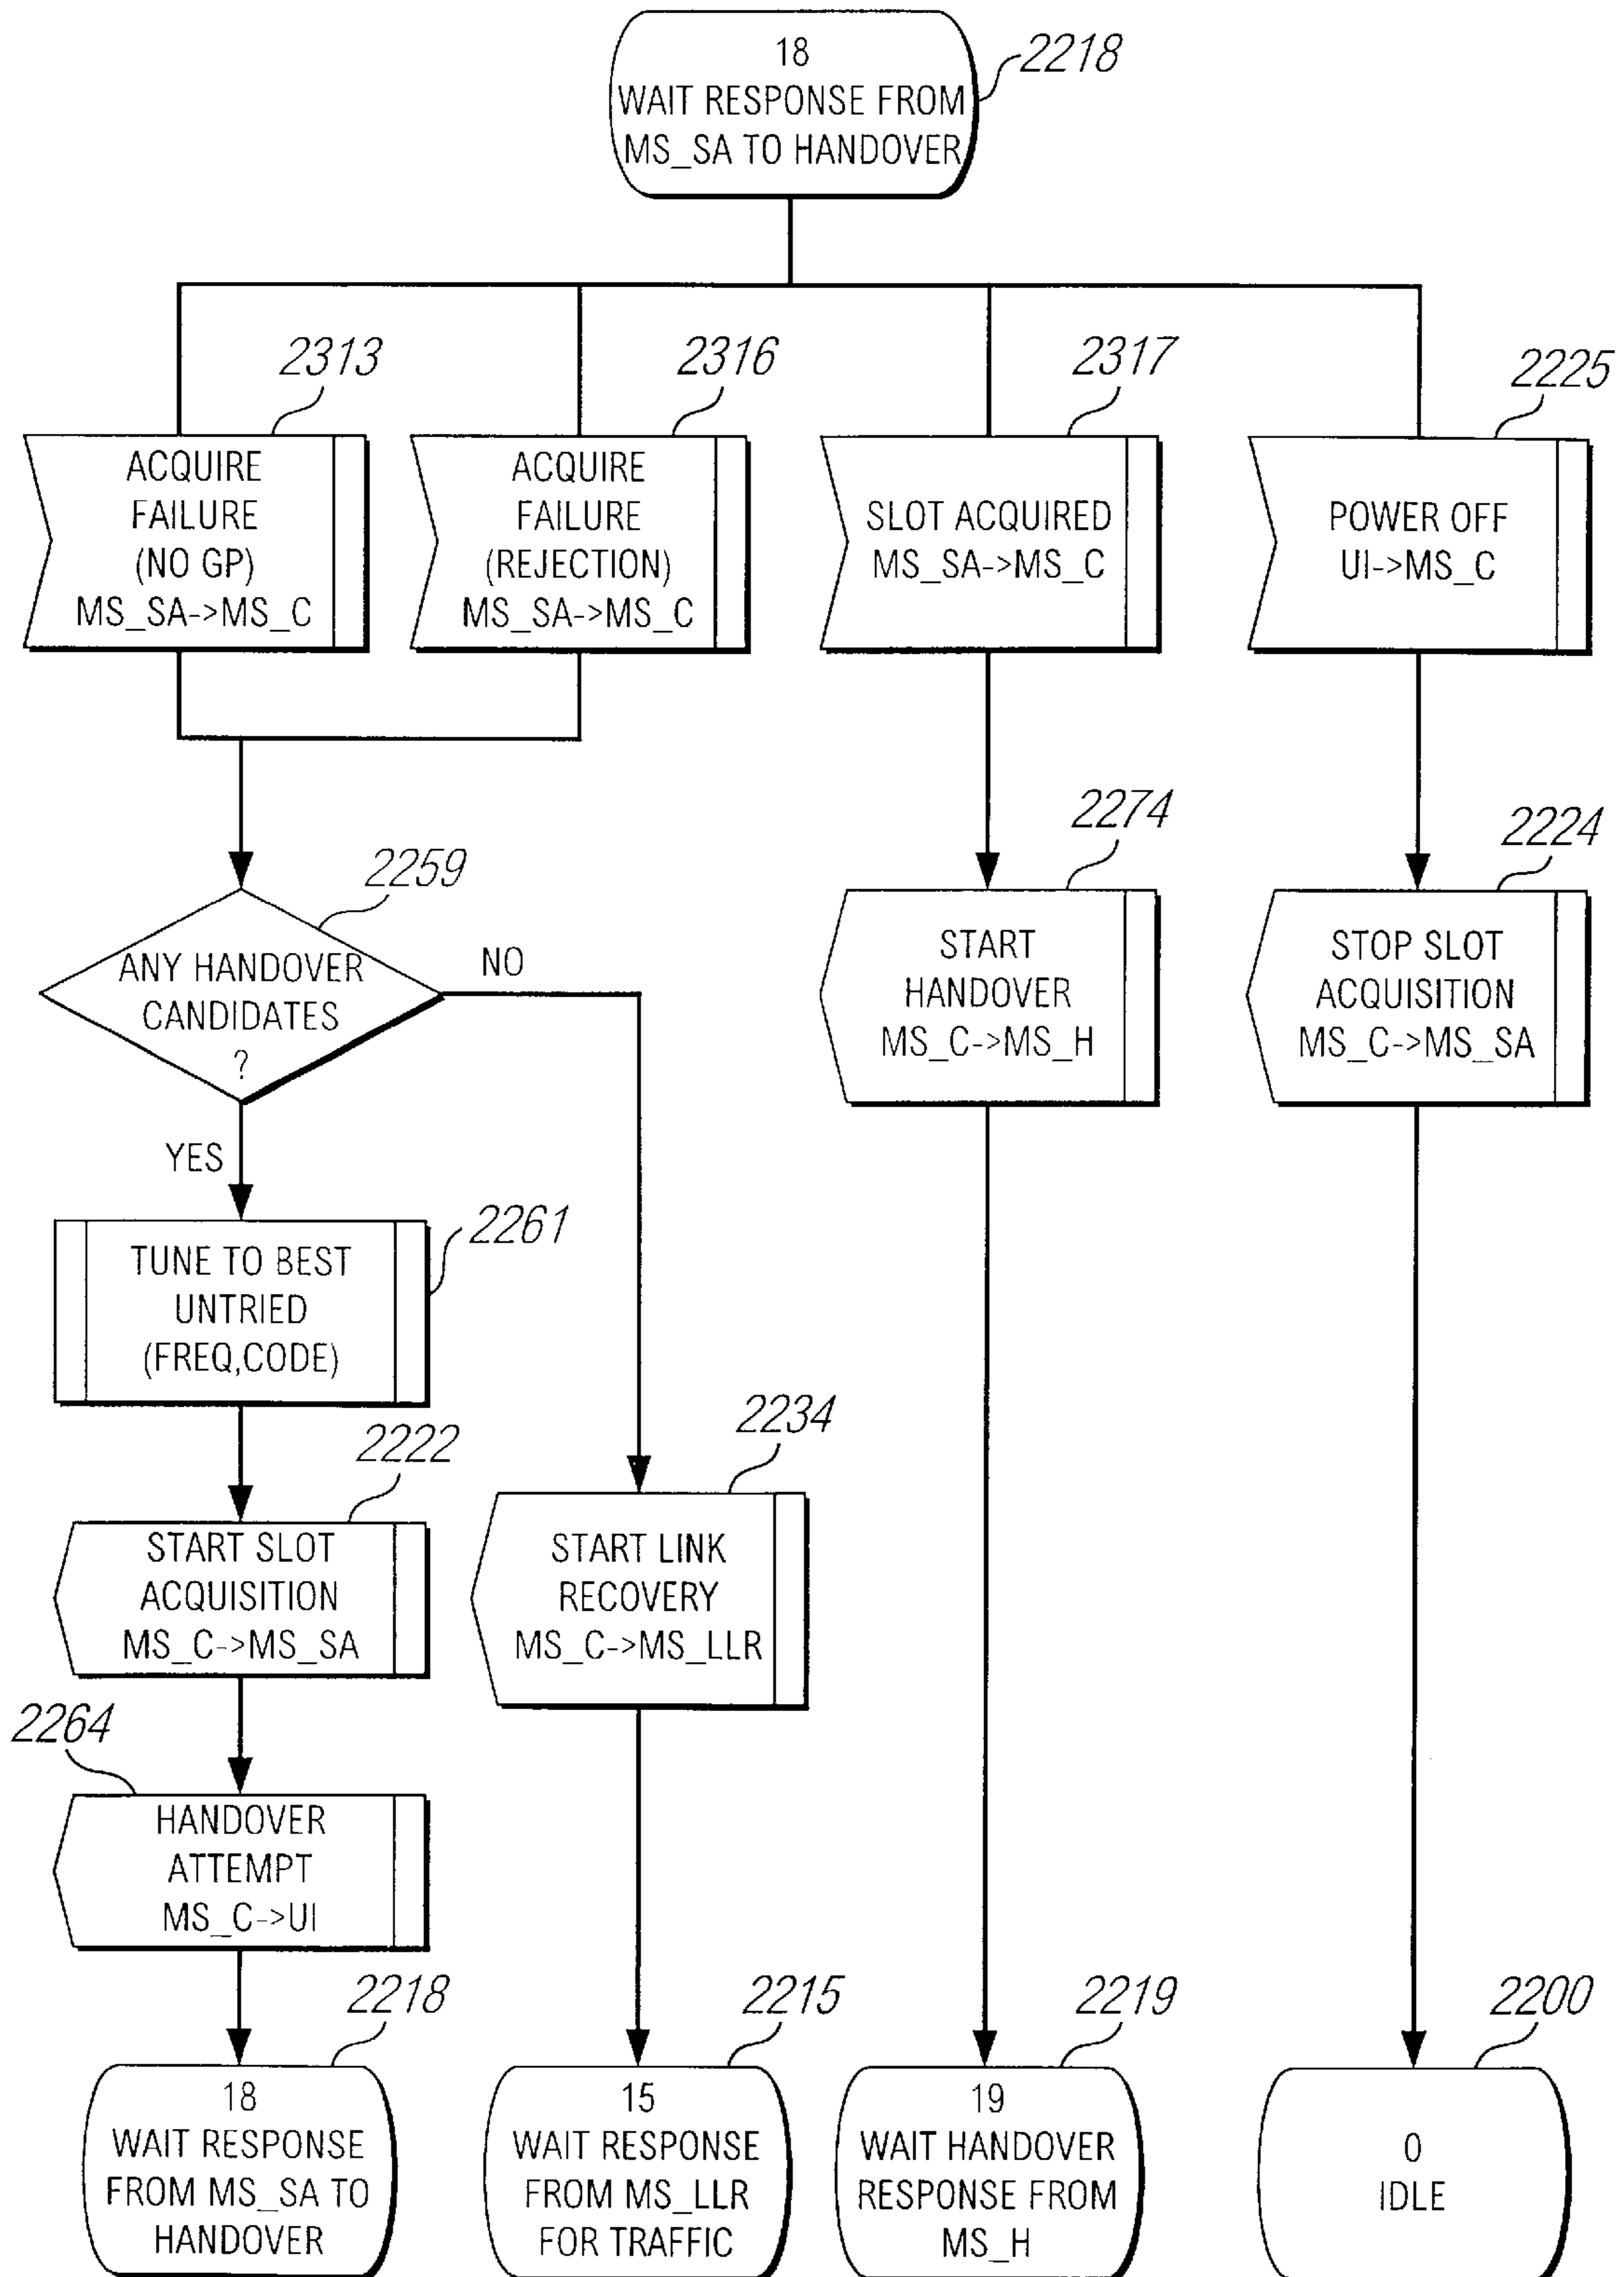 18
WAIT RESPONSE FROM
MS_SA TO HANDOVER
2218
2313
2316
2317
2225
ACQUIRE
FAILURE
(NO GP)
MS_SA->MS_C
ACQUIRE
FAILURE
(REJECTION)
MS_SA->MS_C
SLOT ACQUIRED
MS_SA->MS_C
POWER OFF
UI->MS_C
2259
2274
2224
ANY HANDOVER
CANDIDATES
?
NO
YES
START
HANDOVER
MS_C->MS_H
STOP SLOT
ACQUISITION
MS_C->MS_SA
2261
TUNE TO BEST
UNTRIED
(FREQ,CODE)
2222
2234
START SLOT
ACQUISITION
MS_C->MS_SA
START LINK
RECOVERY
MS_C->MS_LLR
2264
HANDOVER
ATTEMPT
MS_C->UI
2218
2215
2219
2200
18
WAIT RESPONSE
FROM MS_SA TO
HANDOVER
15
WAIT RESPONSE
FROM MS_LLR
FOR TRAFFIC
19
WAIT HANDOVER
RESPONSE FROM
MS_H
0
IDLE